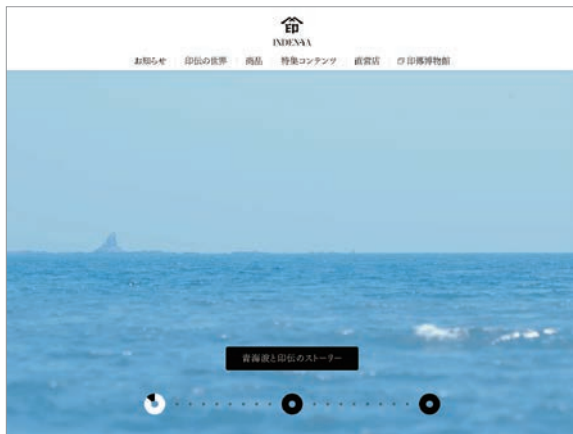 印
INDEN-YA
お知らせ 印伝の世界 商品 特集コンテンツ 直営店 印傳博物館
青海波と印伝のストーリー